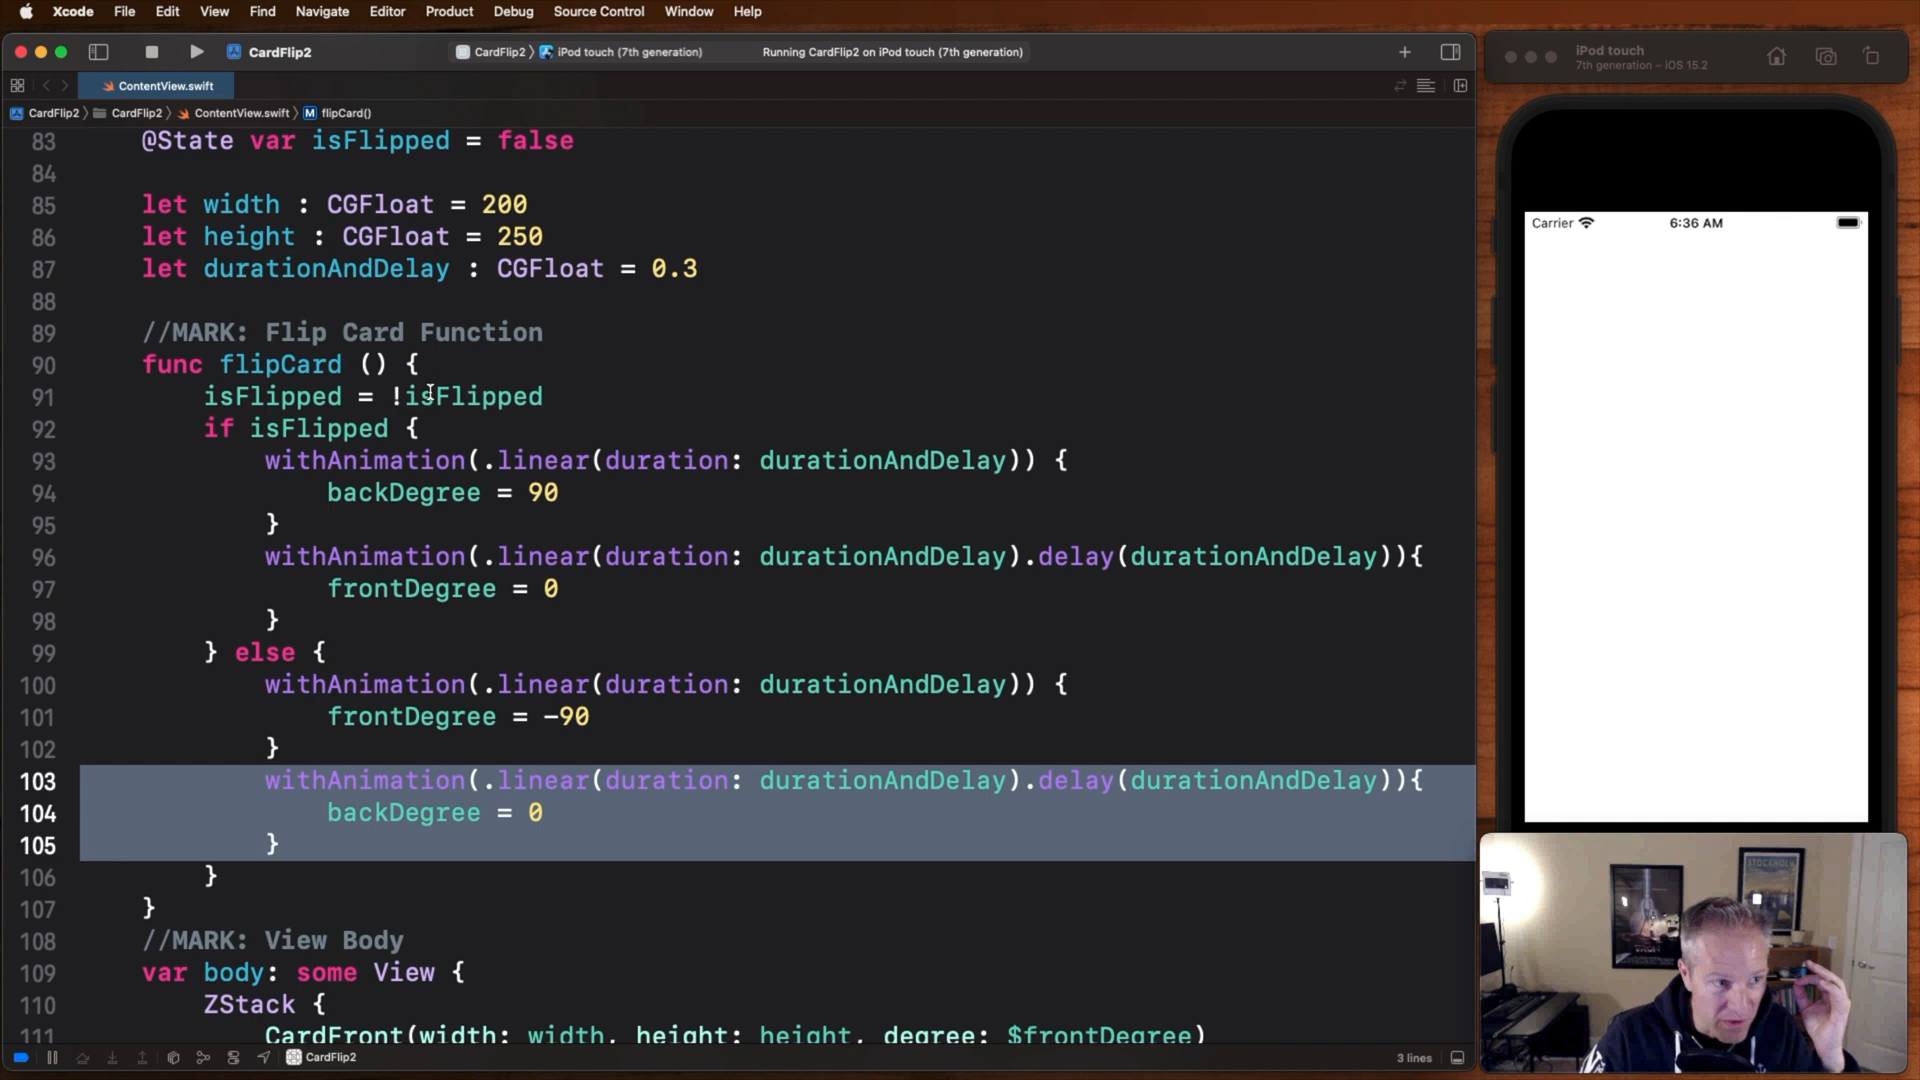 Xcode File Edit View Find Navigate Editor Product Debug Source Control Window Help
CardFlip2
CardFlip2 iPod touch (7th generation)
Running CardFlip2 on iPod touch (7th generation)
ContentView.swift
CardFlip2 CardFlip2 ContentView.swift M flipCard()
83 @State var isFlipped = false
84
85 let width : CGFloat = 200
86 let height : CGFloat = 250
87 let durationAndDelay : CGFloat = 0.3
88
89 //MARK: Flip Card Function
90 func flipCard () {
91 isFlipped = !isFlipped
92 if isFlipped {
93 withAnimation(.linear(duration: durationAndDelay)) {
94 backDegree = 90
95 }
96 withAnimation(.linear(duration: durationAndDelay).delay(durationAndDelay)){
97 frontDegree = 0
98 }
99 } else {
100 withAnimation(.linear(duration: durationAndDelay)) {
101 frontDegree = -90
102 }
103 withAnimation(.linear(duration: durationAndDelay).delay(durationAndDelay)){
104 backDegree = 0
105 }
106 }
107 }
108 //MARK: View Body
109 var body: some View {
110 ZStack {
111 CardFront(width: width, height: height, degree: $frontDegree)
CardFlip2
3 lines
iPod touch
7th generation – iOS 15.2
Carrier 6:36 AM
STOCKHOLM